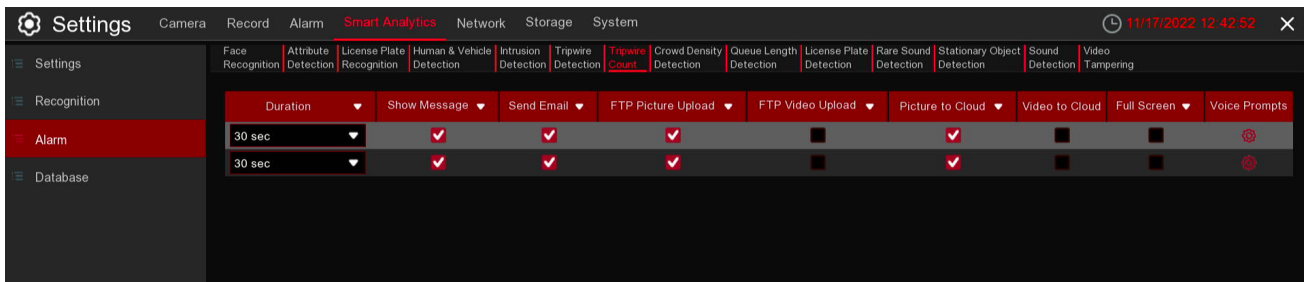 Settings Camera Record Alarm Smart Analytics Network Storage System 11/17/2022 12:42:52
Settings
Recognition
Alarm
Database
Face Recognition
Attribute Detection
License Plate Recognition
Human & Vehicle Detection
Intrusion Detection
Tripwire Detection
Tripwire Count
Crowd Density Detection
Queue Length Detection
License Plate Detection
Rare Sound Detection
Stationary Object Detection
Sound Detection
Video Tampering
Duration Show Message Send Email FTP Picture Upload FTP Video Upload Picture to Cloud Video to Cloud Full Screen Voice Prompts
30 sec
30 sec